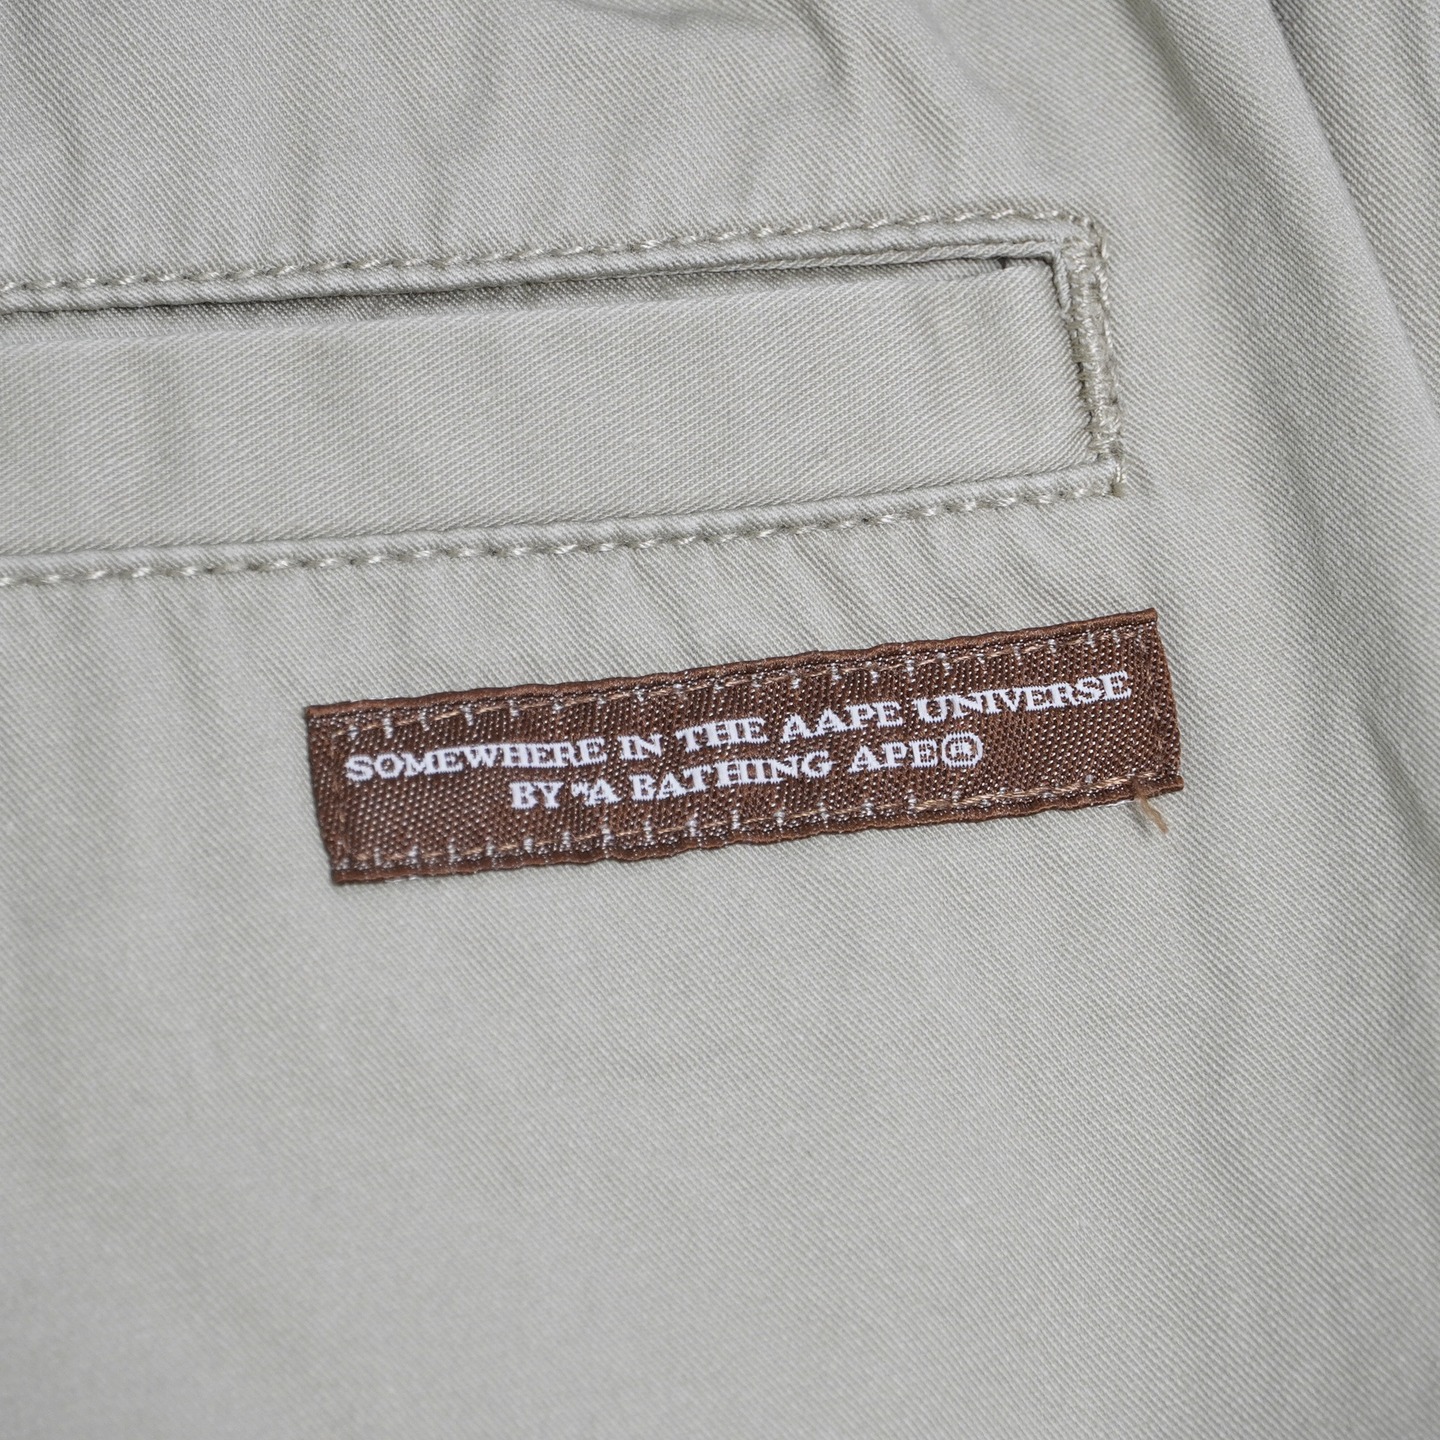 SOMEWHERE IN THE AAPE UNIVERSE
BY "A BATHING APE®